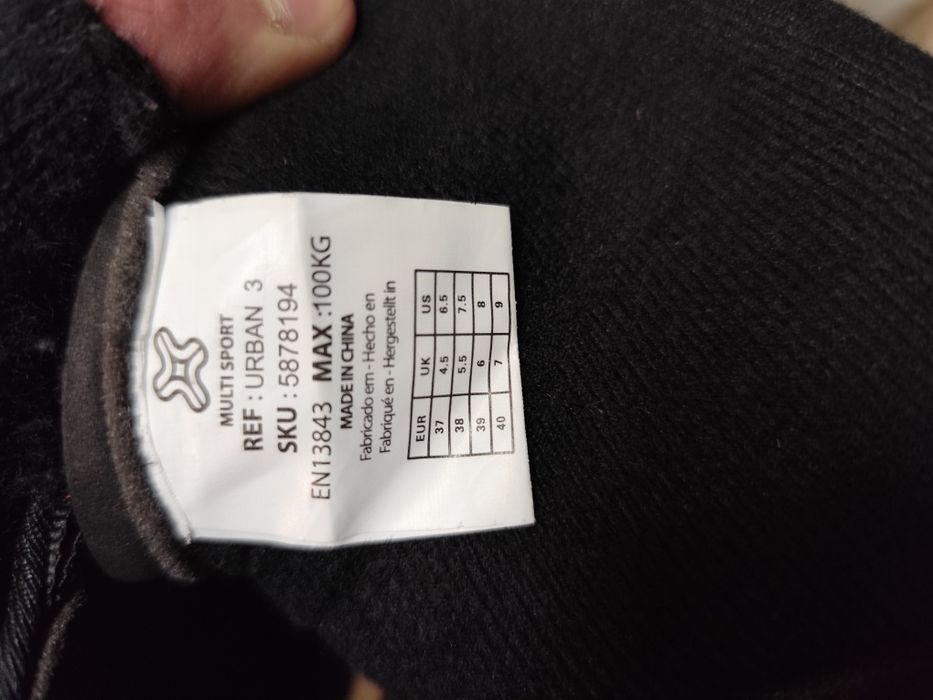 MULTI SPORT
REF : URBAN 3
SKU : 5878194
EN13843 MAX :100KG
MADE IN CHINA
Fabricado em - Hecho en
Fabriqué en - Hergestellt in
EUR UK US
37 4.5 6.5
38 5.5 7.5
39 6 8
40 7 9